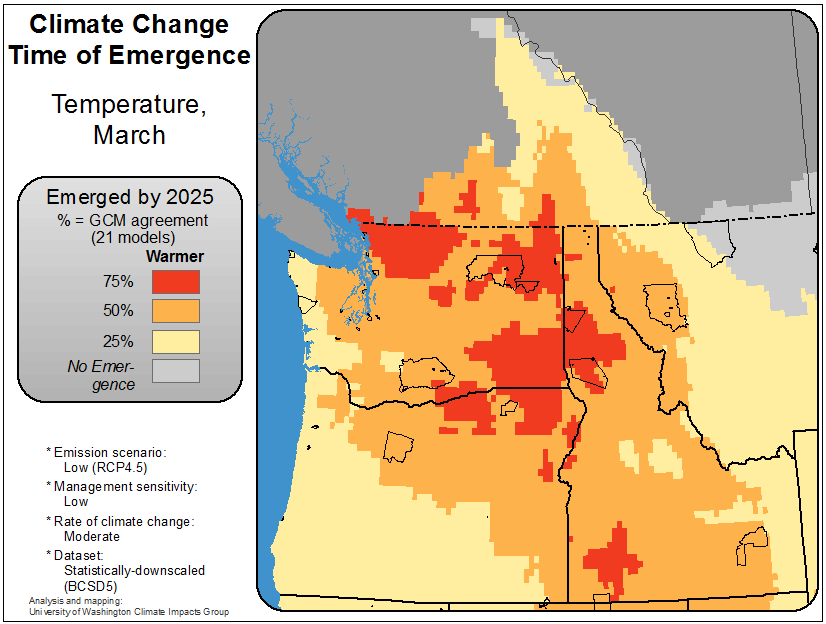 Climate Change
Time of Emergence
Temperature,
March
Emerged by 2025
% = GCM agreement
(21 models)
Warmer
75%
50%
25%
No Emer-
gence
* Emission scenario:
Low (RCP4.5)
* Management sensitivity:
Low
* Rate of climate change:
Moderate
* Dataset:
Statistically-downscaled
(BCSD5)
Analysis and mapping:
University of Washington Climate Impacts Group